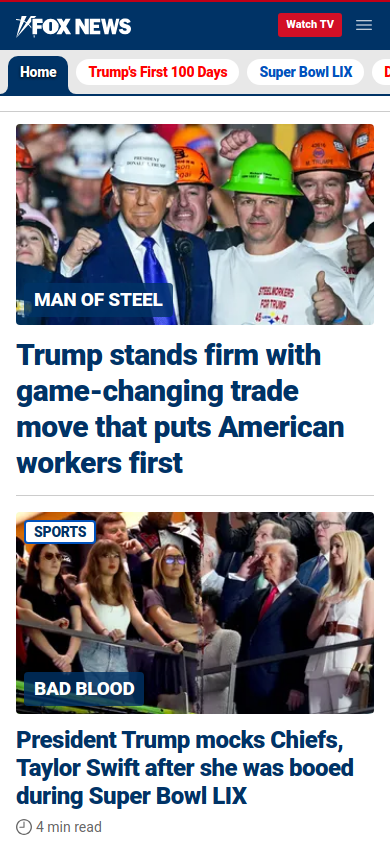 FOX NEWS
Watch TV
Home
Trump's First 100 Days
Super Bowl LIX
PRESIDENT
DONALD J. TRUMP
STEELWORKERS
FOR TRUMP
45
47
MAN OF STEEL
Trump stands firm with
game-changing trade
move that puts American
workers first
SPORTS
BAD BLOOD
President Trump mocks Chiefs,
Taylor Swift after she was booed
during Super Bowl LIX
4 min read